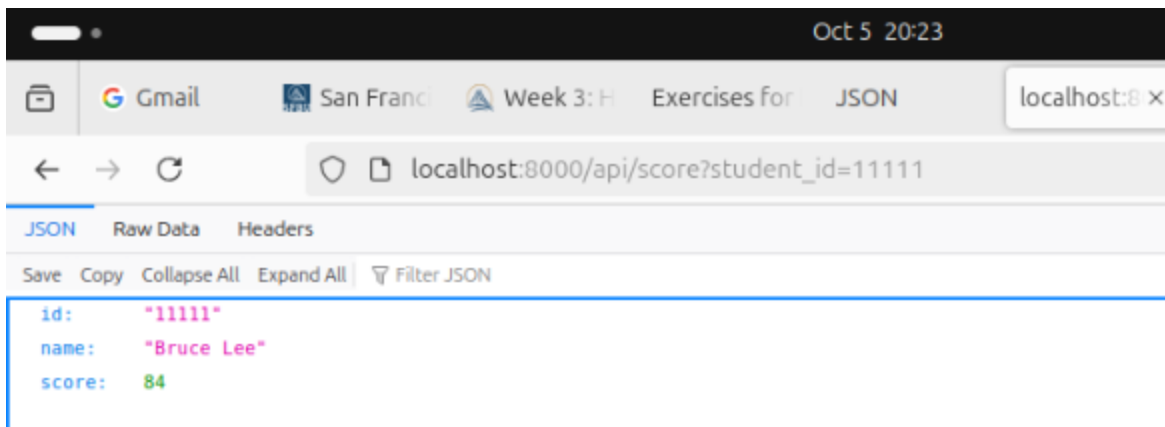 Oct 5 20:23
Gmail San Franci Week 3: H Exercises for JSON localhost:8
localhost:8000/api/score?student_id=11111
JSON Raw Data Headers
Save Copy Collapse All Expand All Filter JSON
id: "11111"
name: "Bruce Lee"
score: 84